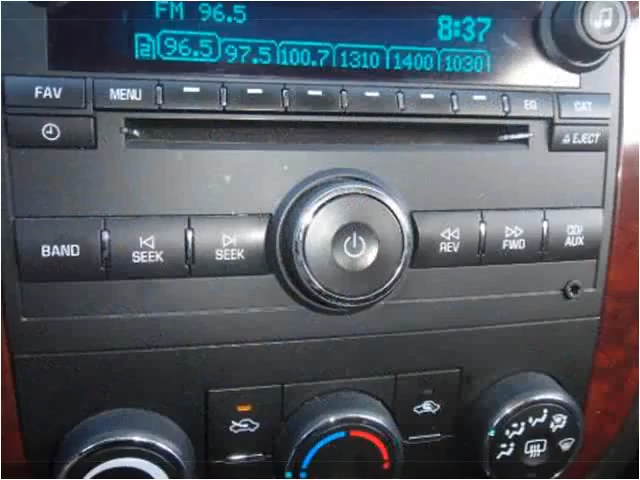 FM 96.5
8:37
96.5 97.5 100.7 1310 1400 1030
FAV MENU EQ CAT
EJECT
BAND SEEK SEEK REV FWD CD/AUX